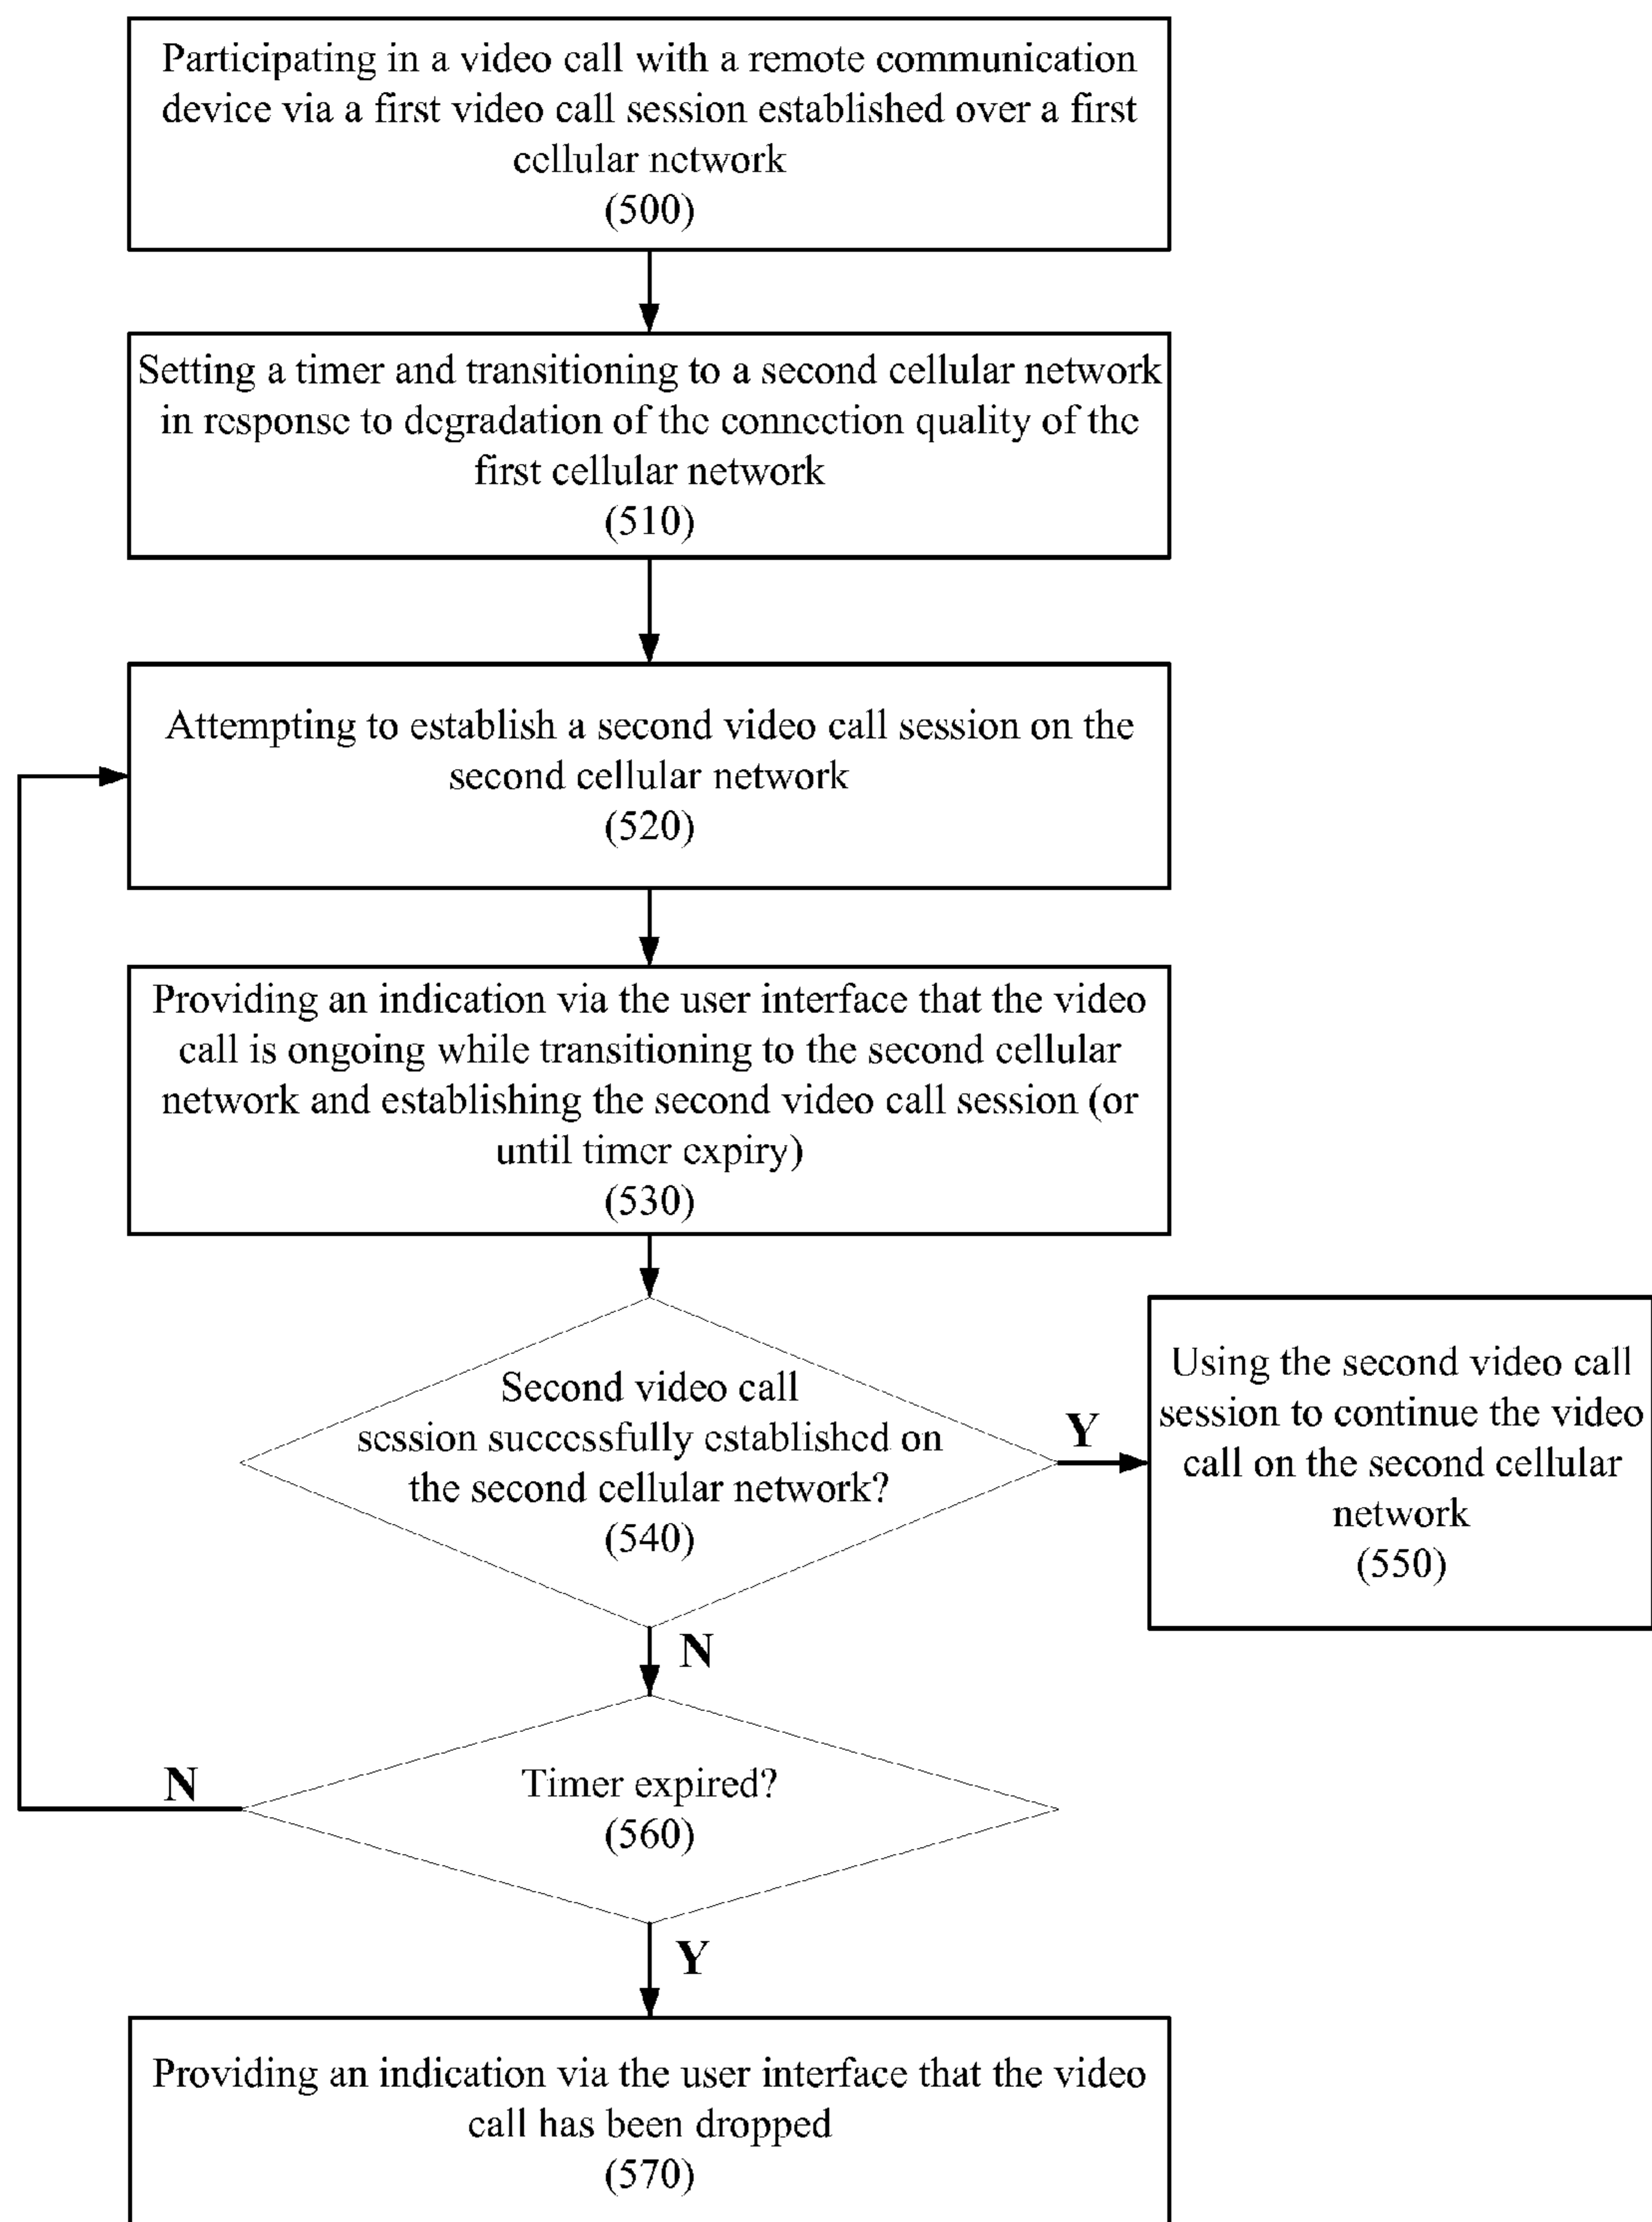 Participating in a video call with a remote communication
device via a first video call session established over a first
cellular network
(500)
Setting a timer and transitioning to a second cellular network
in response to degradation of the connection quality of the
first cellular network
(510)
Attempting to establish a second video call session on the
second cellular network
(520)
Providing an indication via the user interface that the video
call is ongoing while transitioning to the second cellular
network and establishing the second video call session (or
until timer expiry)
(530)
Second video call
session successfully established on
the second cellular network?
(540)
Y
Using the second video call
session to continue the video
call on the second cellular
network
(550)
N
Timer expired?
(560)
N
Y
Providing an indication via the user interface that the video
call has been dropped
(570)